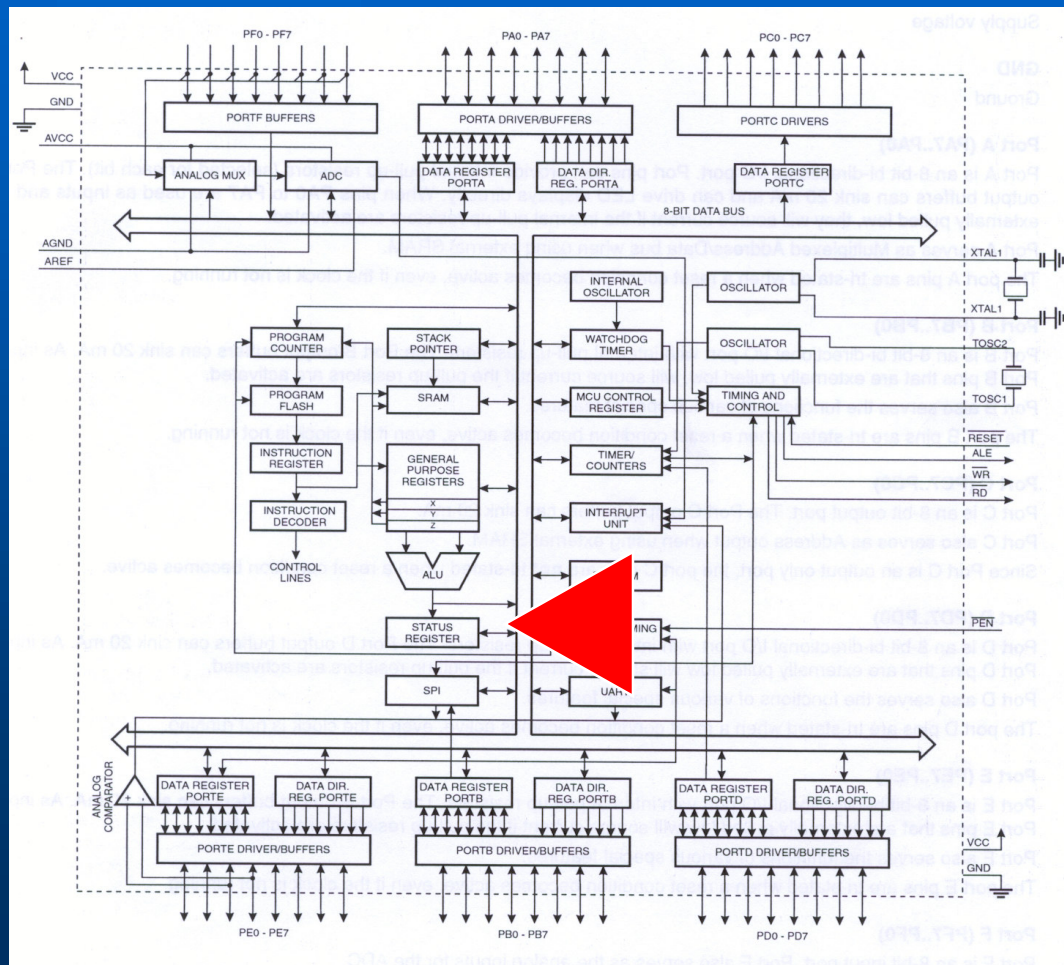 PF0 - PF7
PA0 - PA7
PC0 - PC7
VCC
GND
PORTF BUFFERS
PORTA DRIVER/BUFFERS
PORTC DRIVERS
AVCC
ANALOG MUX
ADC
DATA REGISTER
PORTA
DATA DIR.
REG. PORTA
DATA REGISTER
PORTC
8-BIT DATA BUS
AGND
AREF
XTAL1
INTERNAL
OSCILLATOR
OSCILLATOR
XTAL1
PROGRAM
COUNTER
STACK
POINTER
WATCHDOG
TIMER
OSCILLATOR
TOSC2
PROGRAM
FLASH
SRAM
MCU CONTROL
REGISTER
TIMING AND
CONTROL
TOSC1
RESET
ALE
WR
RD
INSTRUCTION
REGISTER
GENERAL
PURPOSE
REGISTERS
X
Y
Z
TIMER/
COUNTERS
INSTRUCTION
DECODER
INTERRUPT
UNIT
CONTROL
LINES
ALU
M
STATUS
REGISTER
MING
PEN
SPI
UART
ANALOG
COMPARATOR
+
-
DATA REGISTER
PORTE
DATA DIR.
REG. PORTE
DATA REGISTER
PORTB
DATA DIR.
REG. PORTB
DATA REGISTER
PORTD
DATA DIR.
REG. PORTD
PORTE DRIVER/BUFFERS
PORTB DRIVER/BUFFERS
PORTD DRIVER/BUFFERS
VCC
GND
PE0 - PE7
PB0 - PB7
PD0 - PD7